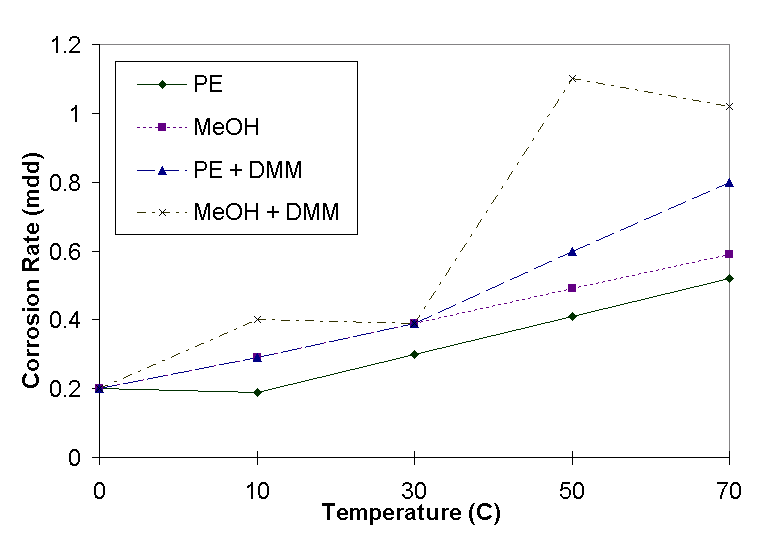 1.2
1
0.8
0.6
0.4
0.2
0
Corrosion Rate (mdd)
PE
MeOH
PE + DMM
MeOH + DMM
0 10 30 50 70
Temperature (C)